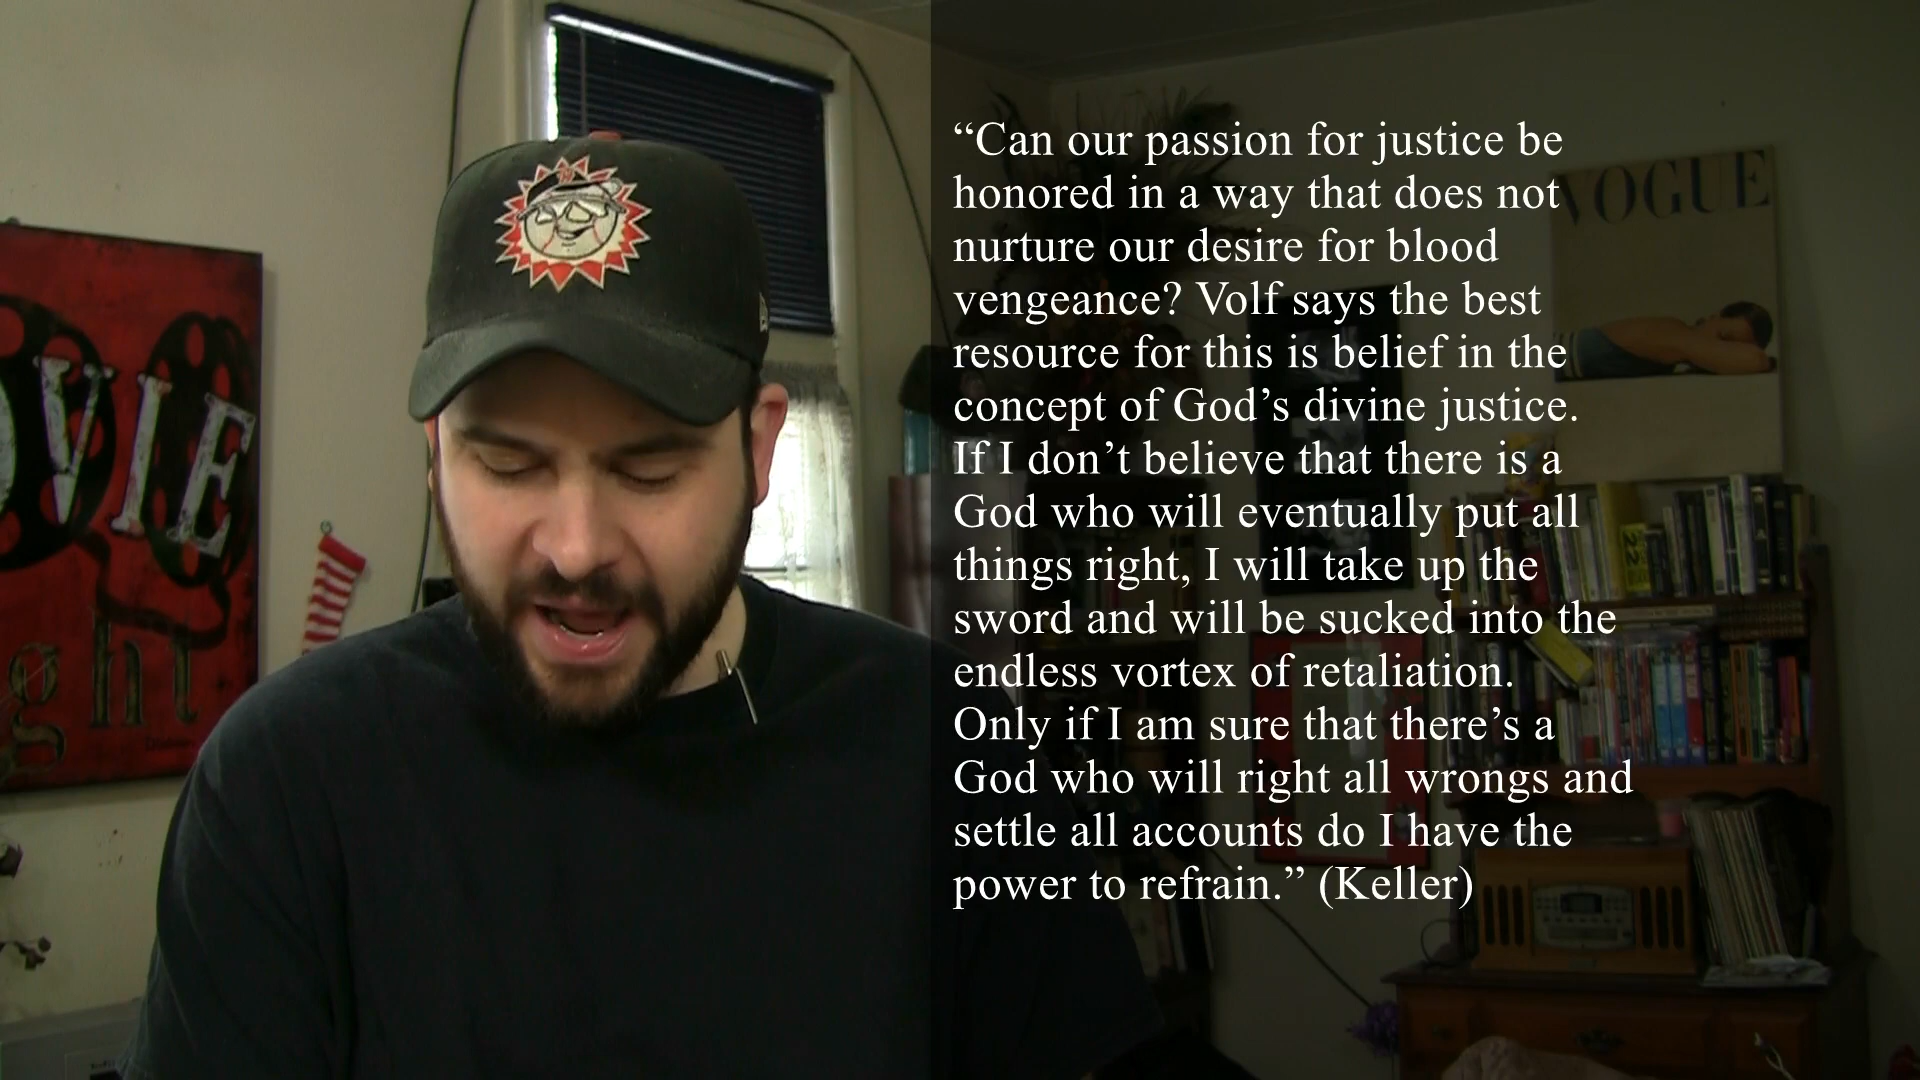 “Can our passion for justice be
honored in a way that does not
nurture our desire for blood
vengeance? Volf says the best
resource for this is belief in the
concept of God’s divine justice.
If I don’t believe that there is a
God who will eventually put all
things right, I will take up the
sword and will be sucked into the
endless vortex of retaliation.
Only if I am sure that there’s a
God who will right all wrongs and
settle all accounts do I have the
power to refrain.” (Keller)
VOGUE
OVIE
ght